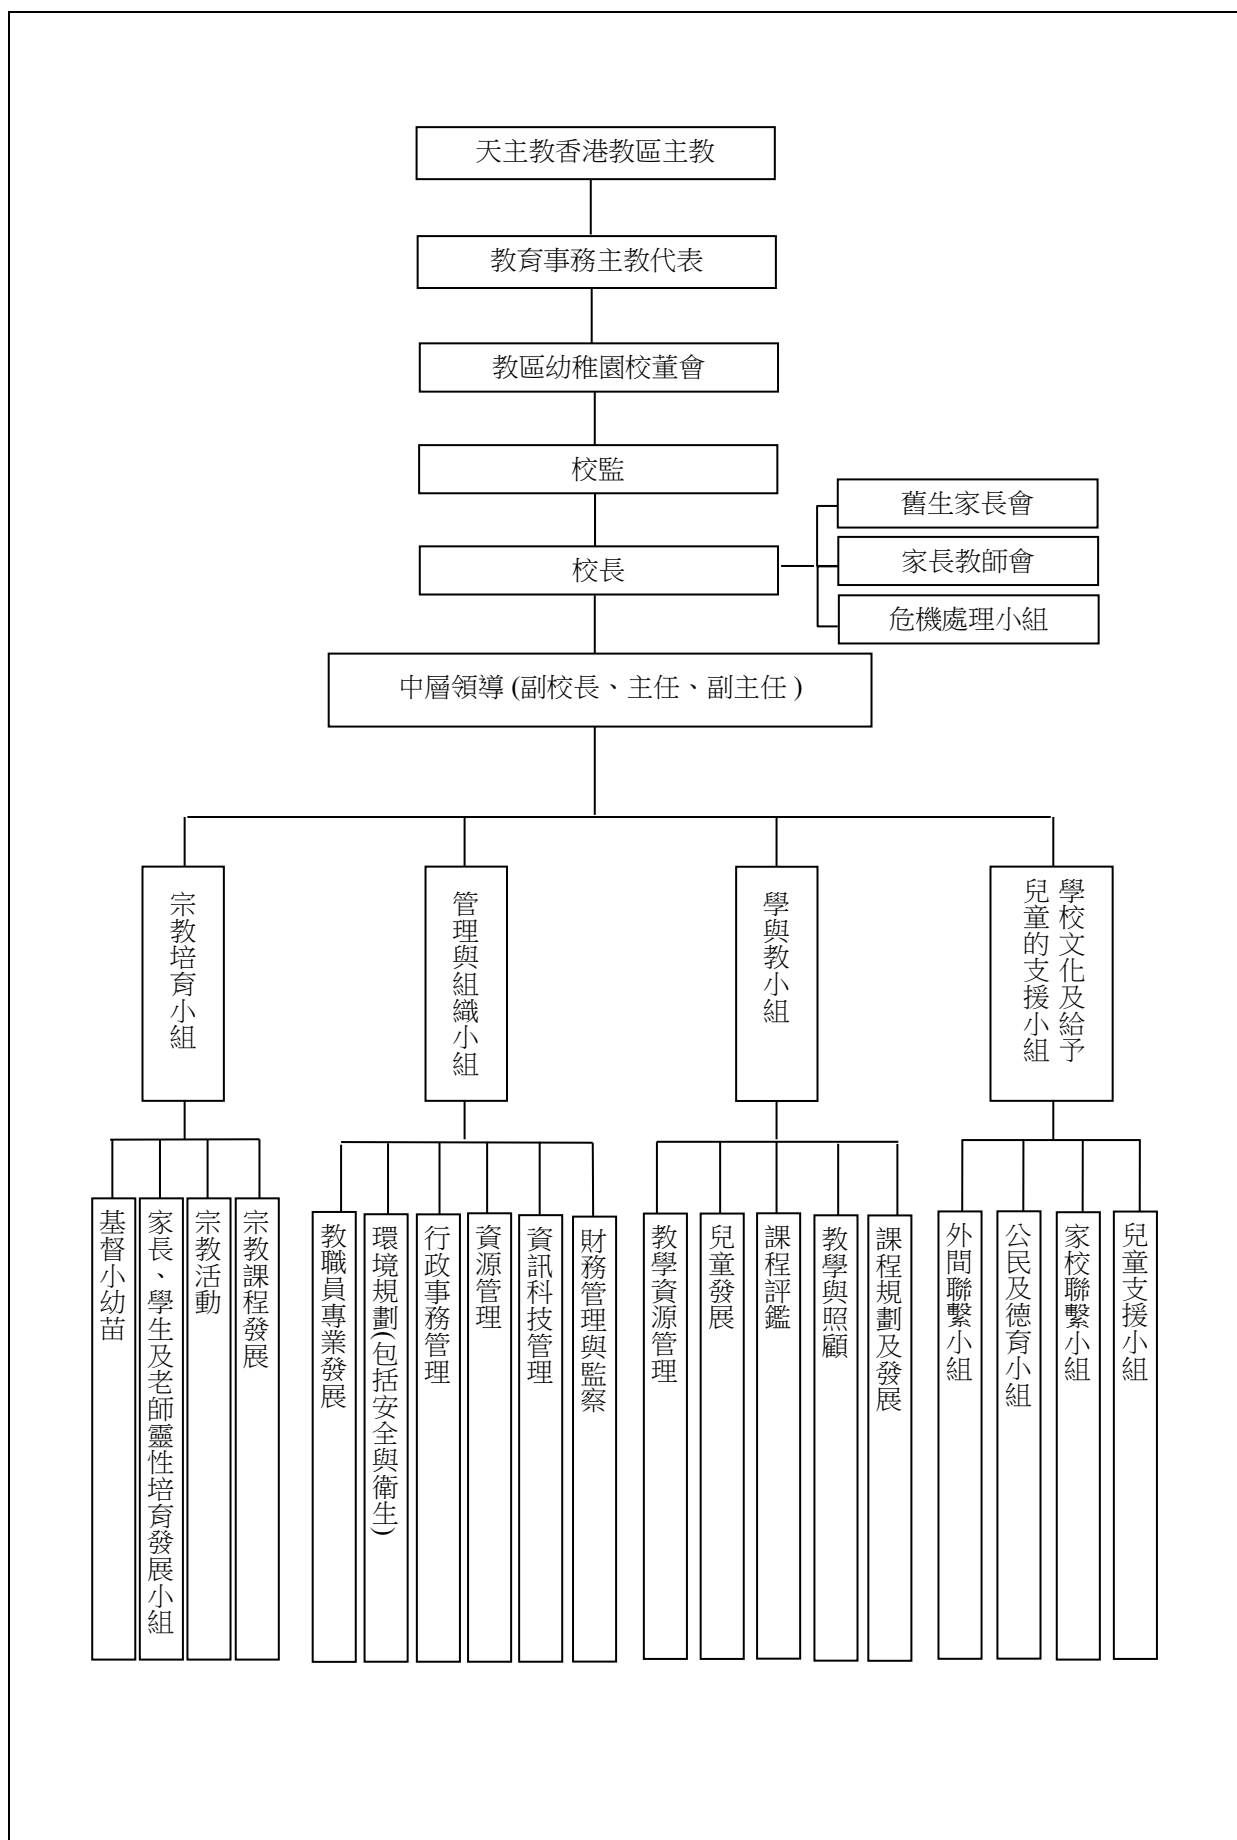 天主教香港教區主教
教育事務主教代表
教區幼稚園校董會
校監
校長
舊生家長會
家長教師會
危機處理小組
中層領導 (副校長、主任、副主任 )
宗教培育小組
管理與組織小組
學與教小組
學校文化及給予
兒童的支援小組
基督小幼苗
家長、學生及老師靈性培育發展小組
宗教活動
宗教課程發展
教職員專業發展
環境規劃(包括安全與衛生)
行政事務管理
資源管理
資訊科技管理
財務管理與監察
教學資源管理
兒童發展
課程評鑑
教學與照顧
課程規劃及發展
外間聯繫小組
公民及德育小組
家校聯繫小組
兒童支援小組